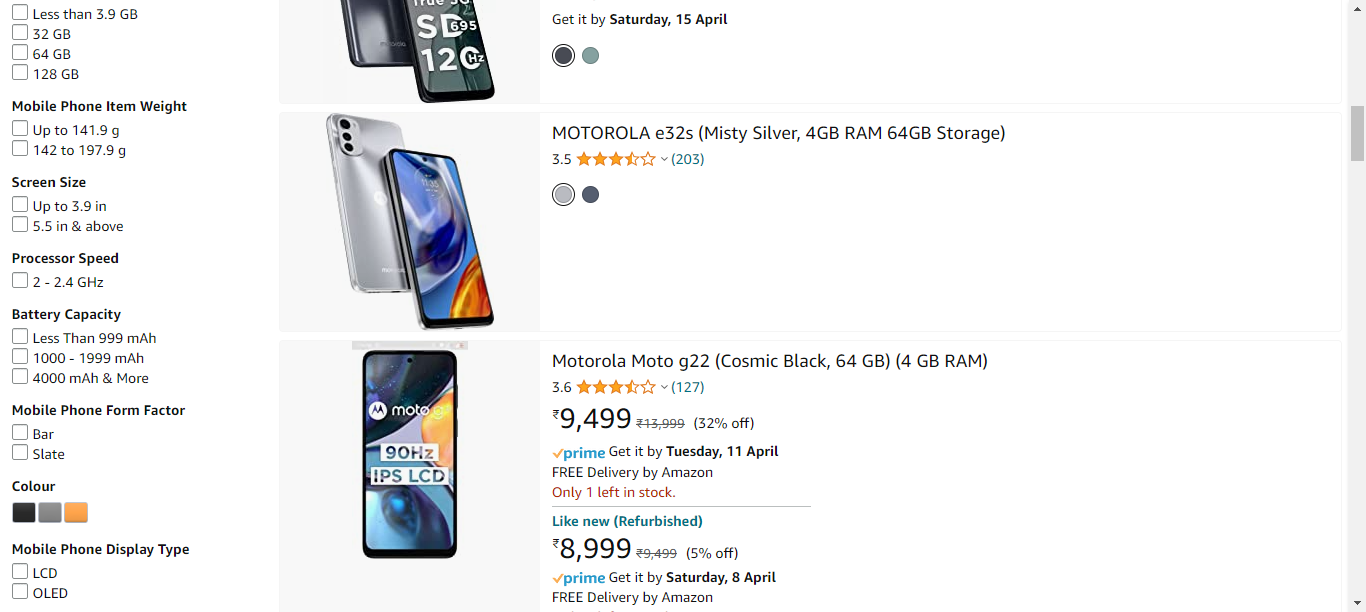 Less than 3.9 GB
32 GB
64 GB
128 GB
Mobile Phone Item Weight
Up to 141.9 g
142 to 197.9 g
Screen Size
Up to 3.9 in
5.5 in & above
Processor Speed
2 - 2.4 GHz
Battery Capacity
Less Than 999 mAh
1000 - 1999 mAh
4000 mAh & More
Mobile Phone Form Factor
Bar
Slate
Colour
Mobile Phone Display Type
LCD
OLED
True 5G
SD 695
120Hz
Get it by Saturday, 15 April
11:35
MOTOROLA e32s (Misty Silver, 4GB RAM 64GB Storage)
3.5 (203)
moto g
90Hz
IPS LCD
Motorola Moto g22 (Cosmic Black, 64 GB) (4 GB RAM)
3.6 (127)
₹9,499 ₹13,999 (32% off)
prime Get it by Tuesday, 11 April
FREE Delivery by Amazon
Only 1 left in stock.
Like new (Refurbished)
₹8,999 ₹9,499 (5% off)
prime Get it by Saturday, 8 April
FREE Delivery by Amazon